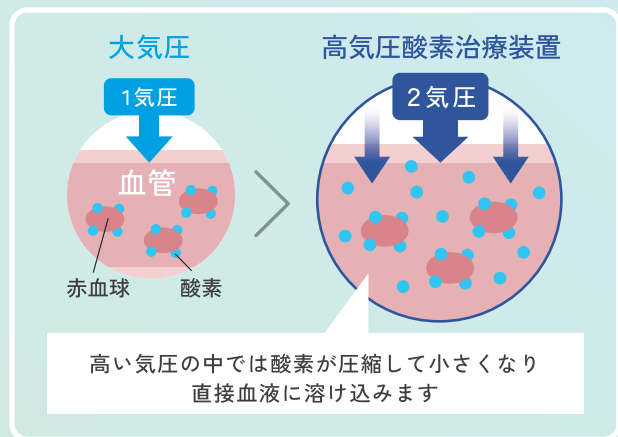 大気圧
1気圧
血管
赤血球
酸素
高気圧酸素治療装置
2気圧
高い気圧の中では酸素が圧縮して小さくなり
直接血液に溶け込みます